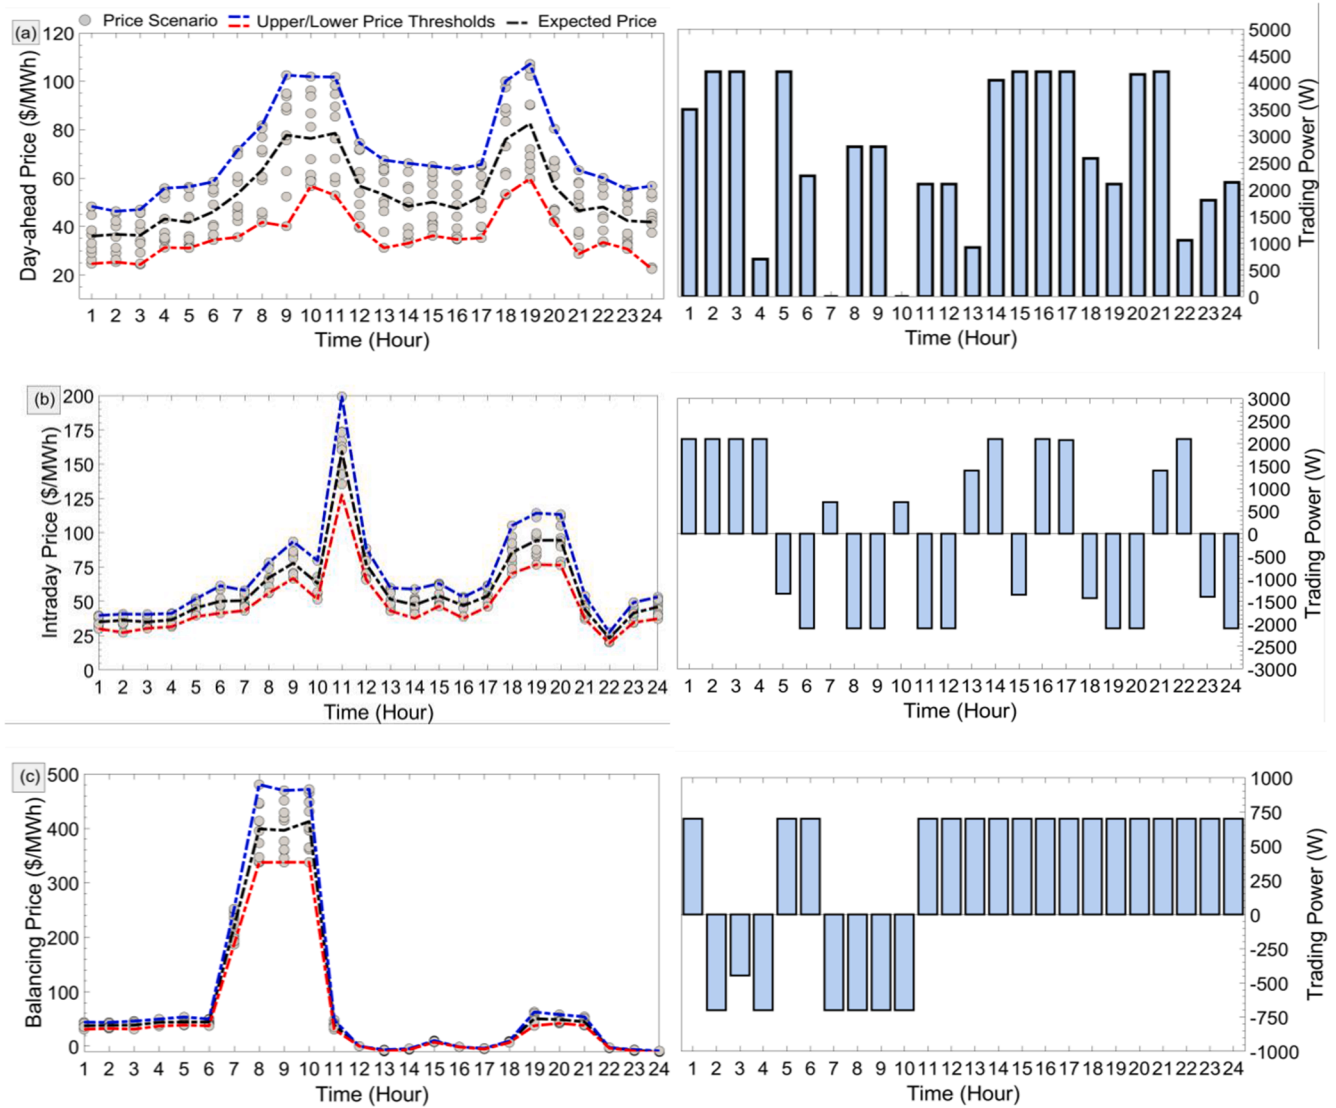 Price Scenario Upper/Lower Price Thresholds Expected Price
(a)
120
100
80
60
40
20
Day-ahead Price ($/MWh)
1 2 3 4 5 6 7 8 9 10 11 12 13 14 15 16 17 18 19 20 21 22 23 24
Time (Hour)
5000
4500
4000
3500
3000
2500
2000
1500
1000
500
0
Trading Power (W)
1 2 3 4 5 6 7 8 9 10 11 12 13 14 15 16 17 18 19 20 21 22 23 24
Time (Hour)
(b)
200
175
150
125
100
75
50
25
0
Intraday Price ($/MWh)
1 2 3 4 5 6 7 8 9 10 11 12 13 14 15 16 17 18 19 20 21 22 23 24
Time (Hour)
3000
2500
2000
1500
1000
500
0
-500
-1000
-1500
-2000
-2500
-3000
Trading Power (W)
1 2 3 4 5 6 7 8 9 10 11 12 13 14 15 16 17 18 19 20 21 22 23 24
Time (Hour)
(c)
500
400
300
200
100
0
Balancing Price ($/MWh)
1 2 3 4 5 6 7 8 9 10 11 12 13 14 15 16 17 18 19 20 21 22 23 24
Time (Hour)
1000
750
500
250
0
-250
-500
-750
-1000
Trading Power (W)
1 2 3 4 5 6 7 8 9 10 11 12 13 14 15 16 17 18 19 20 21 22 23 24
Time (Hour)